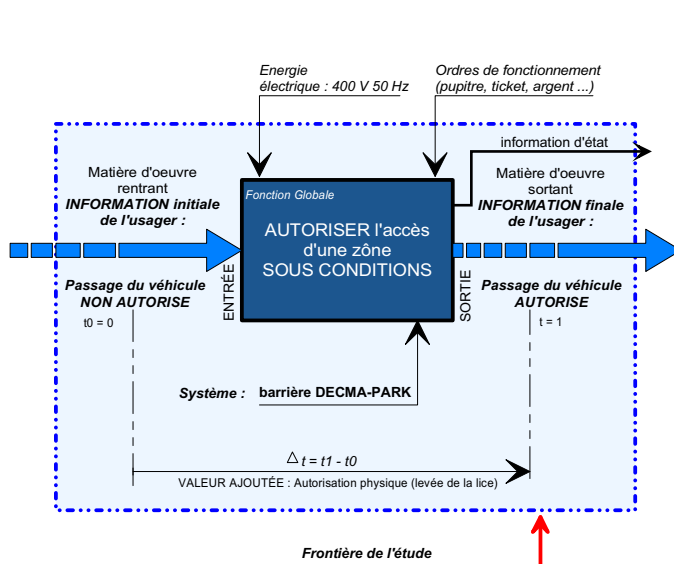 Energie
électrique : 400 V 50 Hz
Ordres de fonctionnement
(pupitre, ticket, argent ...)
information d'état
Matière d'oeuvre
rentrant
INFORMATION initiale
de l'usager :
Fonction Globale
AUTORISER l'accès
d'une zône
SOUS CONDITIONS
Matière d'oeuvre
sortant
INFORMATION finale
de l'usager :
ENTRÉE
SORTIE
Passage du véhicule
NON AUTORISE
t0 = 0
Passage du véhicule
AUTORISE
t = 1
Système : barrière DECMA-PARK
△ t = t1 - t0
VALEUR AJOUTÉE : Autorisation physique (levée de la lice)
Frontière de l'étude